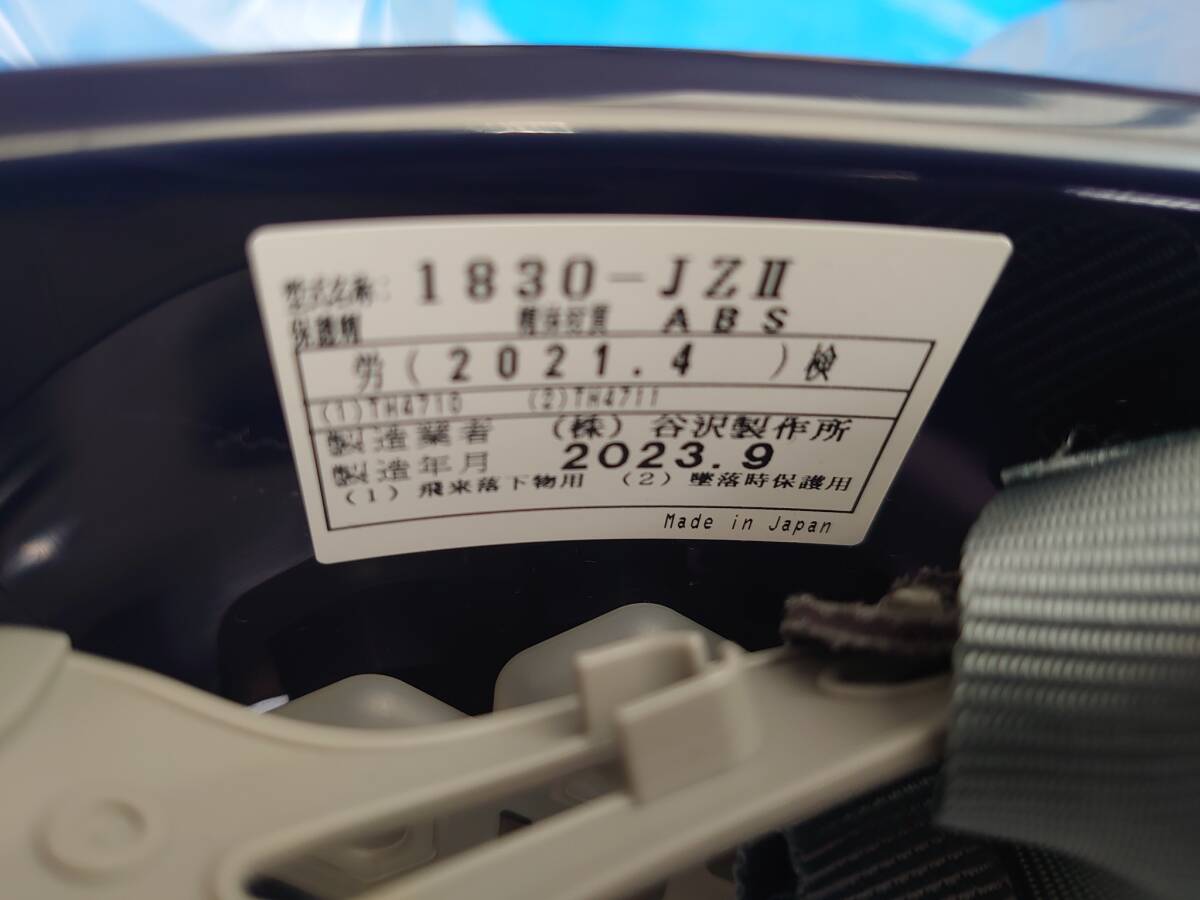 型式名称: 1830-JZⅡ
保護帽 帽体材質 ABS
労(2021.4)検
(1)TH4710 (2)TH4711
製造業者 (株)谷沢製作所
製造年月 2023.9
(1)飛来落下物用 (2)墜落時保護用
Made in Japan